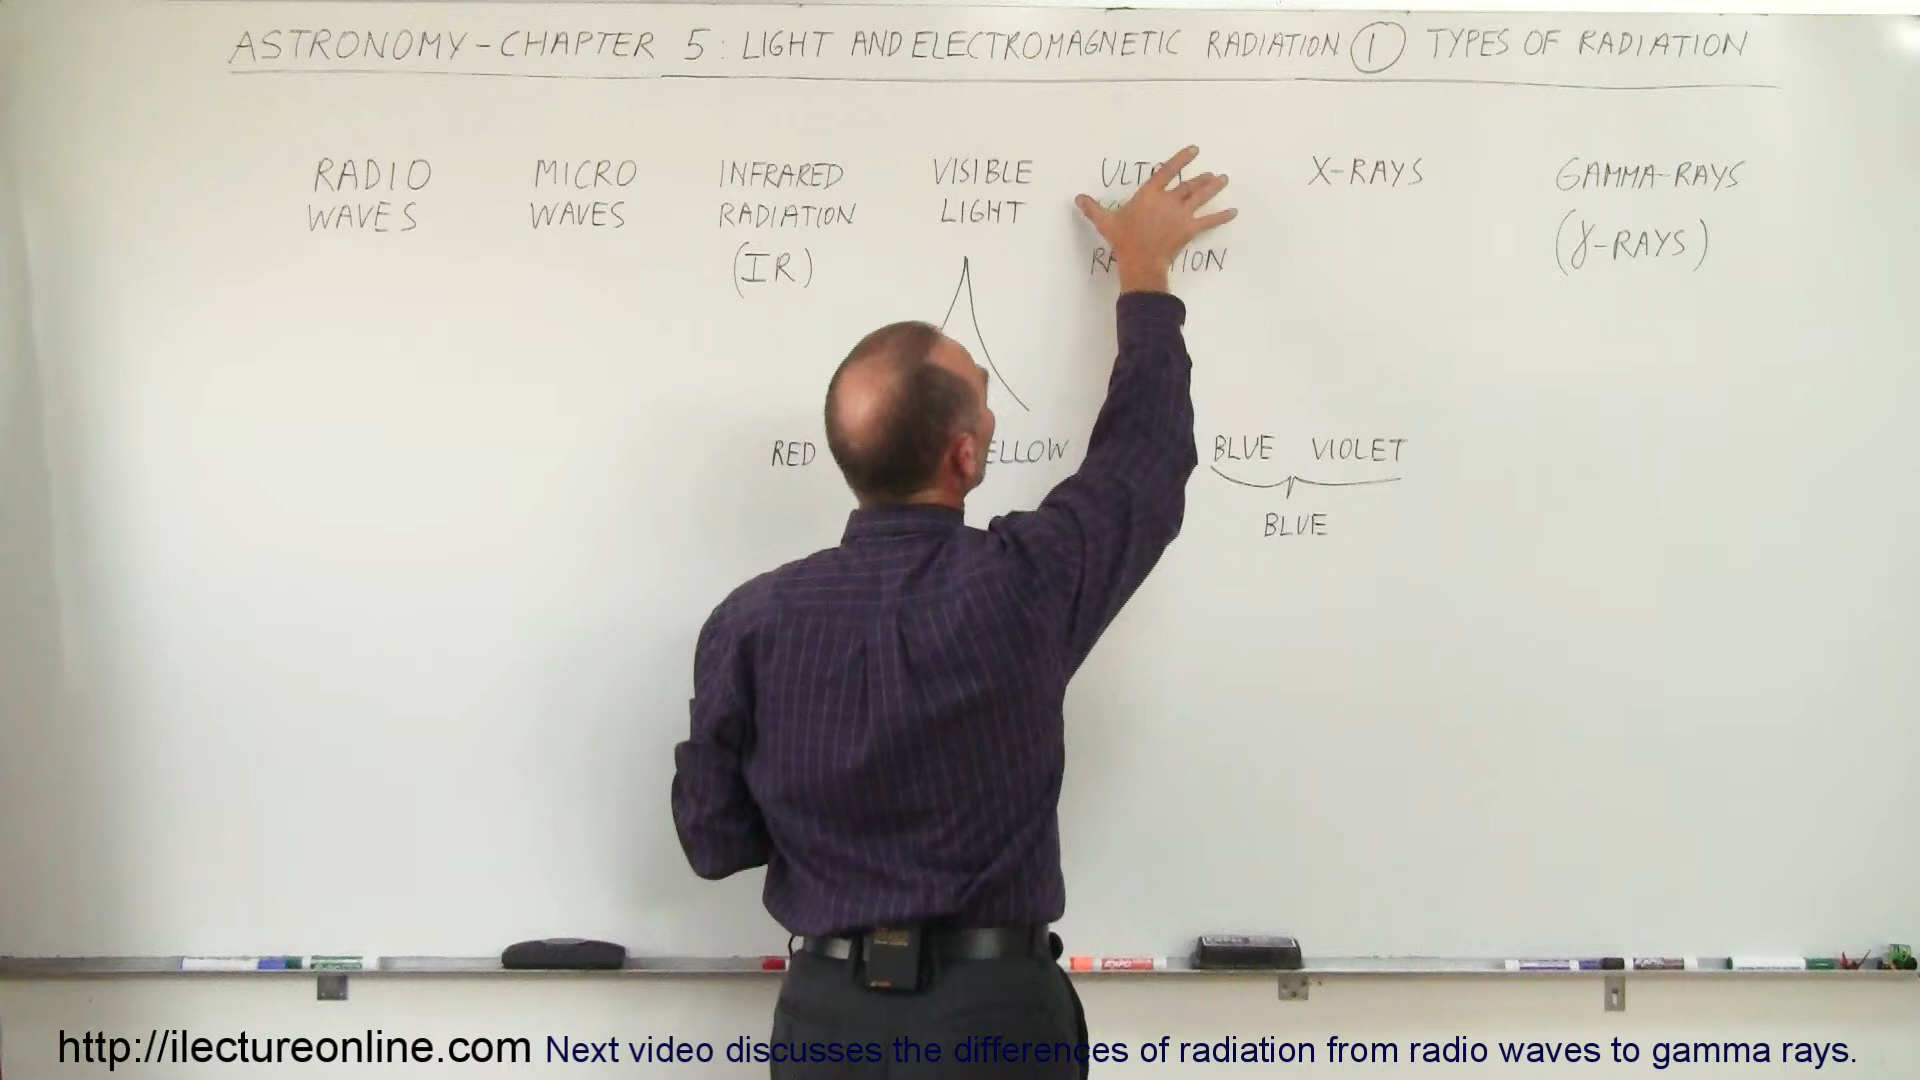 ASTRONOMY - CHAPTER 5 : LIGHT AND ELECTROMAGNETIC RADIATION ① TYPES OF RADIATION
RADIO
WAVES
MICRO
WAVES
INFRARED
RADIATION
(IR)
VISIBLE
LIGHT
ULTRA
X-RAYS
GAMMA-RAYS
(γ-RAYS)
RED
ELLOW
BLUE VIOLET
BLUE
http://ilectureonline.com Next video discusses the differences of radiation from radio waves to gamma rays.